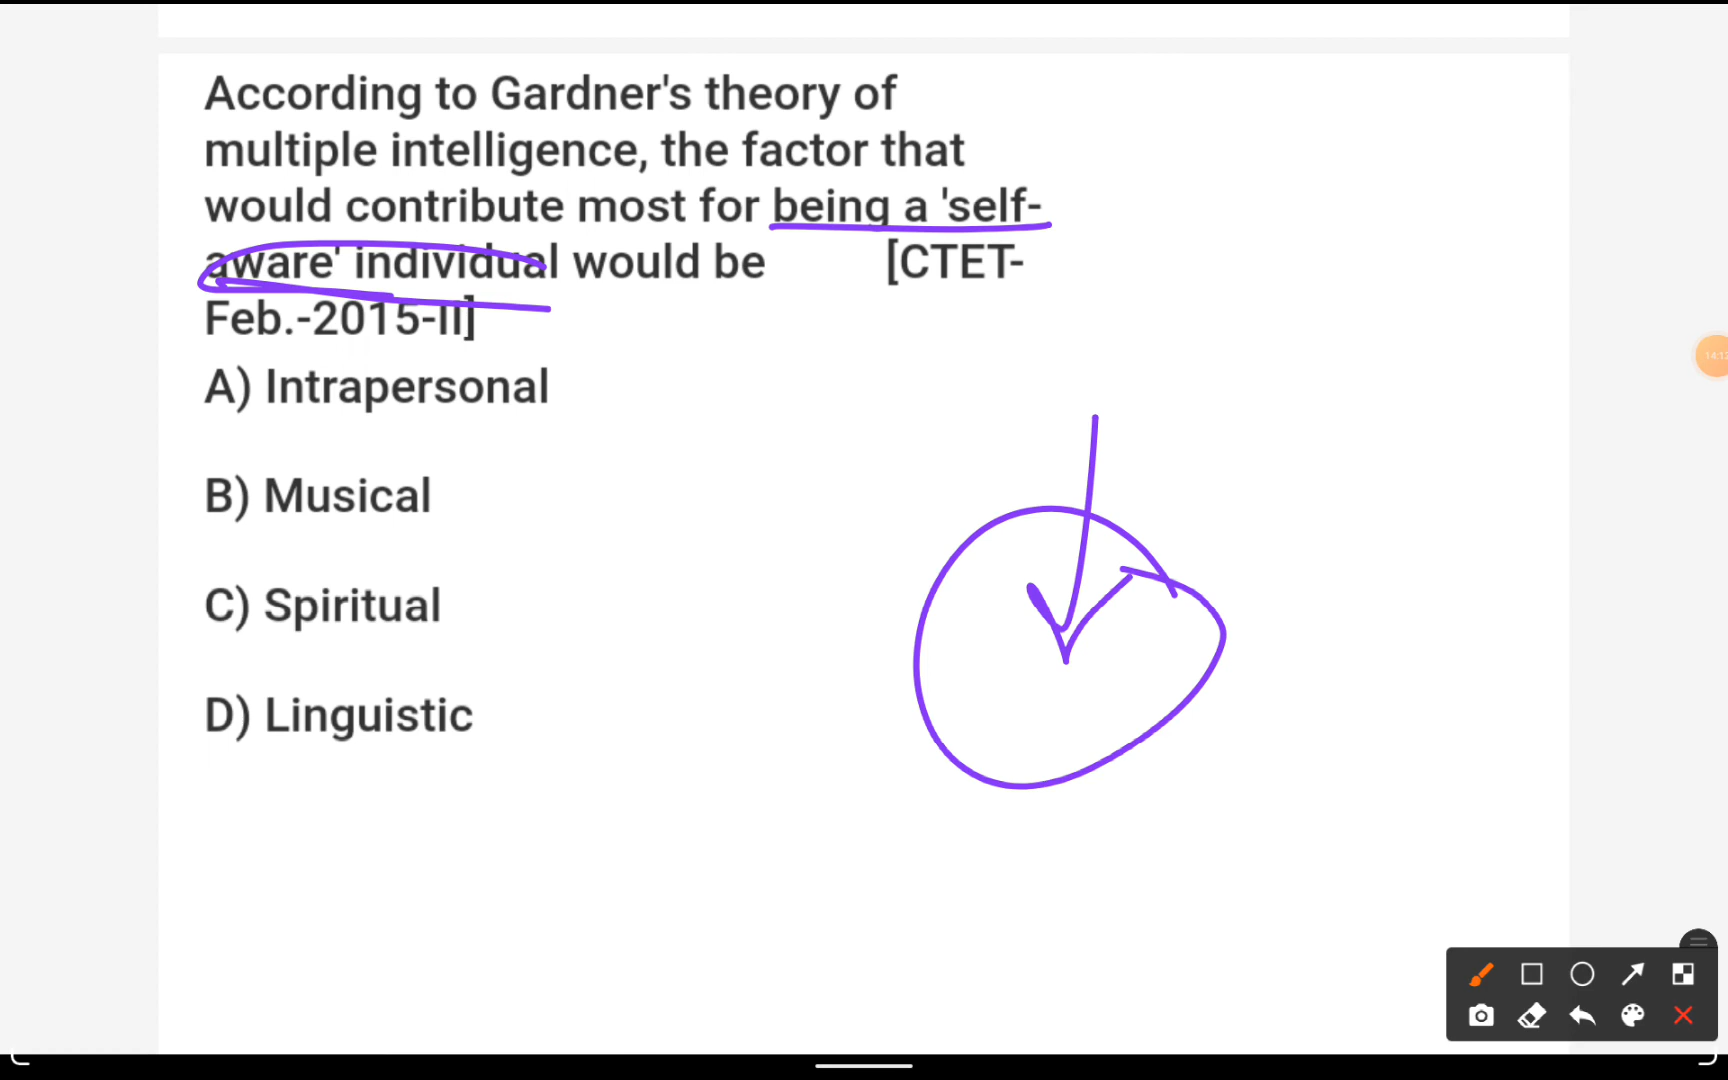 According to Gardner's theory of
multiple intelligence, the factor that
would contribute most for being a 'self-
aware' individual would be [CTET-
Feb.-2015-II]
A) Intrapersonal
B) Musical
C) Spiritual
D) Linguistic